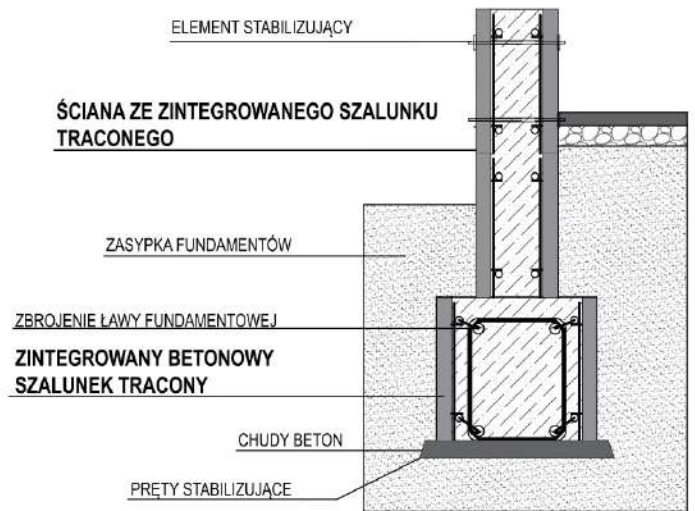 ELEMENT STABILIZUJĄCY
ŚCIANA ZE ZINTEGROWANEGO SZALUNKU
TRACONEGO
ZASYPKA FUNDAMENTÓW
ZBROJENIE ŁAWY FUNDAMENTOWEJ
ZINTEGROWANY BETONOWY
SZALUNEK TRACONY
CHUDY BETON
PRĘTY STABILIZUJĄCE